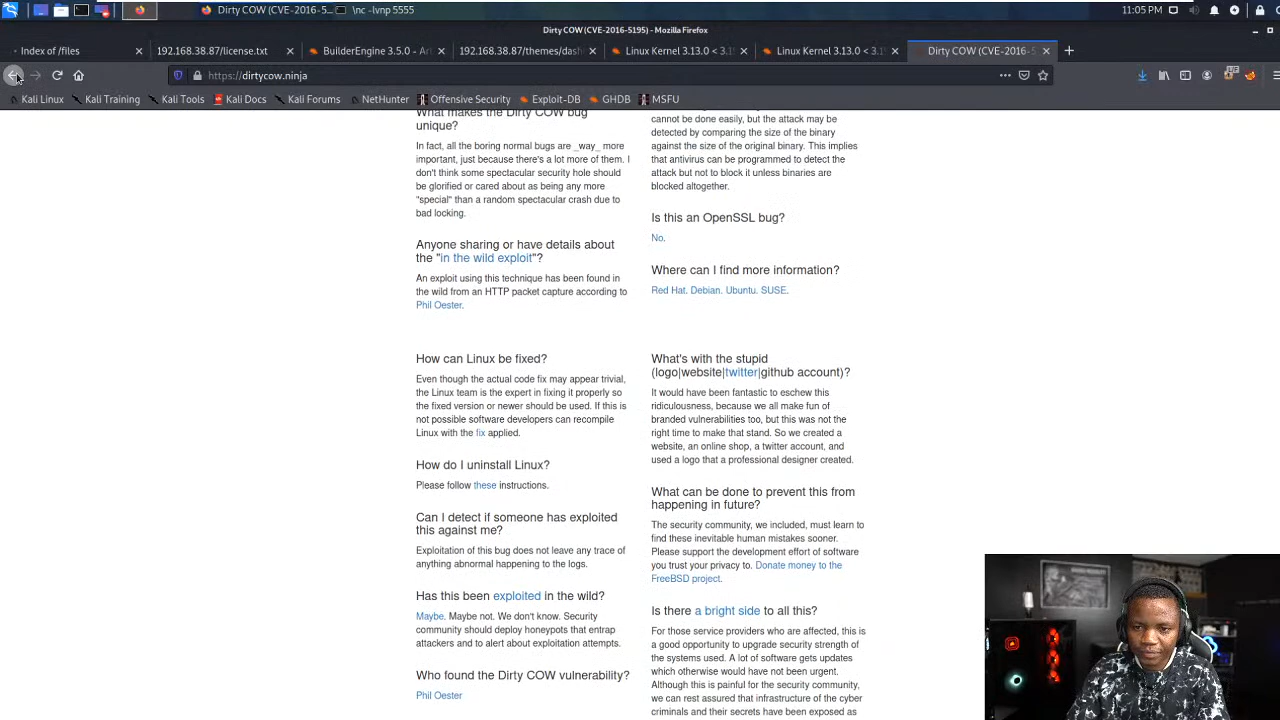 Dirty COW (CVE-2016-5...
\nc -lvnp 5555
11:05 PM
Dirty COW (CVE-2016-5195) - Mozilla Firefox
Index of /files
192.168.38.87/license.txt
BuilderEngine 3.5.0 - Ar
192.168.38.87/themes/das
Linux Kernel 3.13.0 < 3.1
Linux Kernel 3.13.0 < 3.1
Dirty COW (CVE-2016-5
https://dirtycow.ninja
Kali Linux
Kali Training
Kali Tools
Kali Docs
Kali Forums
NetHunter
Offensive Security
Exploit-DB
GHDB
MSFU
What makes the Dirty COW bug
unique?
In fact, all the boring normal bugs are _way_ more
important, just because there's a lot more of them. I
don't think some spectacular security hole should
be glorified or cared about as being any more
"special" than a random spectacular crash due to
bad locking.
Anyone sharing or have details about
the "in the wild exploit"?
An exploit using this technique has been found in
the wild from an HTTP packet capture according to
Phil Oester.
cannot be done easily, but the attack may be
detected by comparing the size of the binary
against the size of the original binary. This implies
that antivirus can be programmed to detect the
attack but not to block it unless binaries are
blocked altogether.
Is this an OpenSSL bug?
No.
Where can I find more information?
Red Hat. Debian. Ubuntu. SUSE.
How can Linux be fixed?
Even though the actual code fix may appear trivial,
the Linux team is the expert in fixing it properly so
the fixed version or newer should be used. If this is
not possible software developers can recompile
Linux with the fix applied.
How do I uninstall Linux?
Please follow these instructions.
Can I detect if someone has exploited
this against me?
Exploitation of this bug does not leave any trace of
anything abnormal happening to the logs.
Has this been exploited in the wild?
Maybe. Maybe not. We don't know. Security
community should deploy honeypots that entrap
attackers and to alert about exploitation attempts.
Who found the Dirty COW vulnerability?
Phil Oester
What's with the stupid
(logo|website|twitter|github account)?
It would have been fantastic to eschew this
ridiculousness, because we all make fun of
branded vulnerabilities too, but this was not the
right time to make that stand. So we created a
website, an online shop, a twitter account, and
used a logo that a professional designer created.
What can be done to prevent this from
happening in future?
The security community, we included, must learn to
find these inevitable human mistakes sooner.
Please support the development effort of software
you trust your privacy to. Donate money to the
FreeBSD project.
Is there a bright side to all this?
For those service providers who are affected, this is
a good opportunity to upgrade security strength of
the systems used. A lot of software gets updates
which otherwise would have not been urgent.
Although this is painful for the security community,
we can rest assured that infrastructure of the cyber
criminals and their secrets have been exposed as